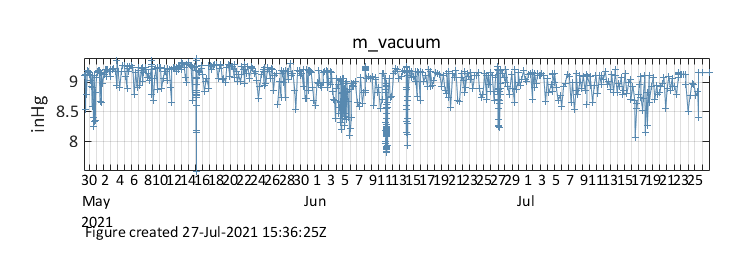 m_vacuum
inHg
9
8.5
8
30 2 4 6 8 10 12 14 16 18 20 22 24 26 28 30 1 3 5 7 9 11 13 15 17 19 21 23 25 27 29 1 3 5 7 9 11 13 15 17 19 21 23 25
May Jun Jul
2021
Figure created 27-Jul-2021 15:36:25Z